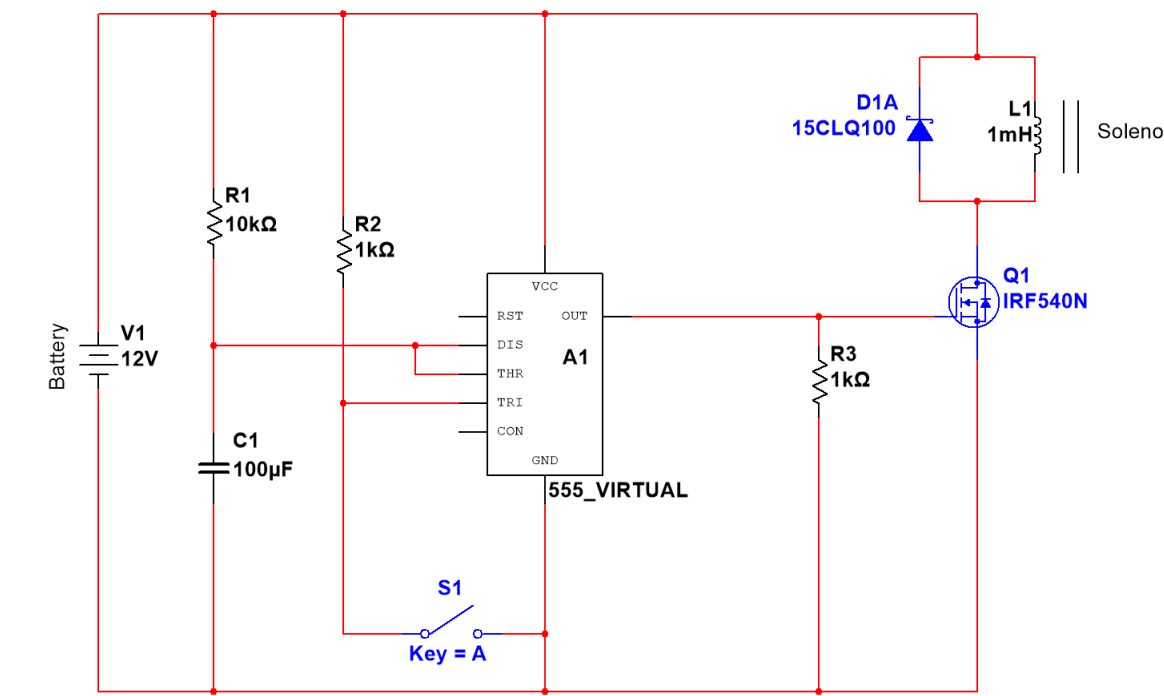 D1A
15CLQ100
L1
1mH
Soleno
R1
10kΩ
R2
1kΩ
Q1
IRF540N
VCC
RST
OUT
DIS
THR
TRI
CON
GND
A1
555_VIRTUAL
Battery
V1
12V
R3
1kΩ
C1
100µF
S1
Key = A